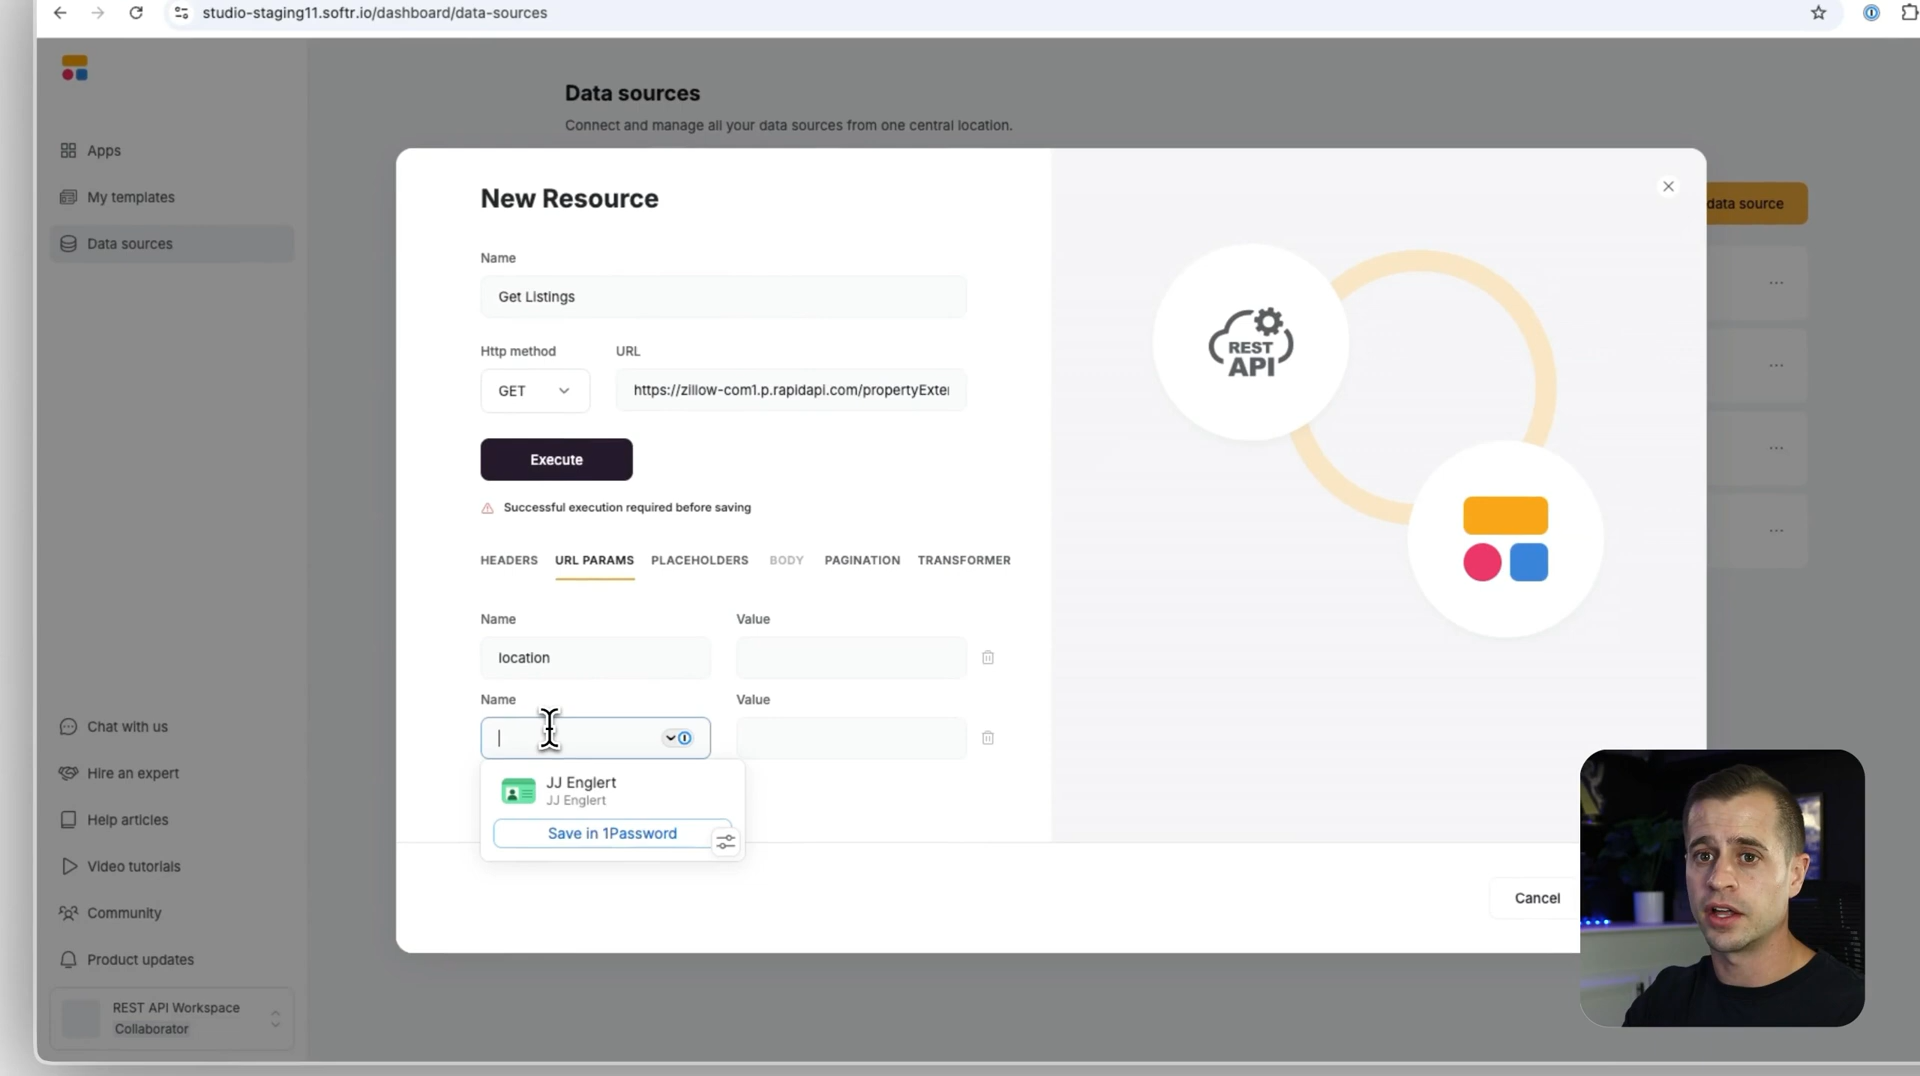 studio-staging11.softr.io/dashboard/data-sources
Apps
My templates
Data sources
Chat with us
Hire an expert
Help articles
Video tutorials
Community
Product updates
REST API Workspace
Collaborator
Data sources
Connect and manage all your data sources from one central location.
data source
New Resource
Name
Get Listings
Http method
URL
GET
https://zillow-com1.p.rapidapi.com/propertyExte
Execute
Successful execution required before saving
HEADERS URL PARAMS PLACEHOLDERS BODY PAGINATION TRANSFORMER
Name Value
location
Name Value
JJ Englert
JJ Englert
Save in 1Password
REST
API
Cancel